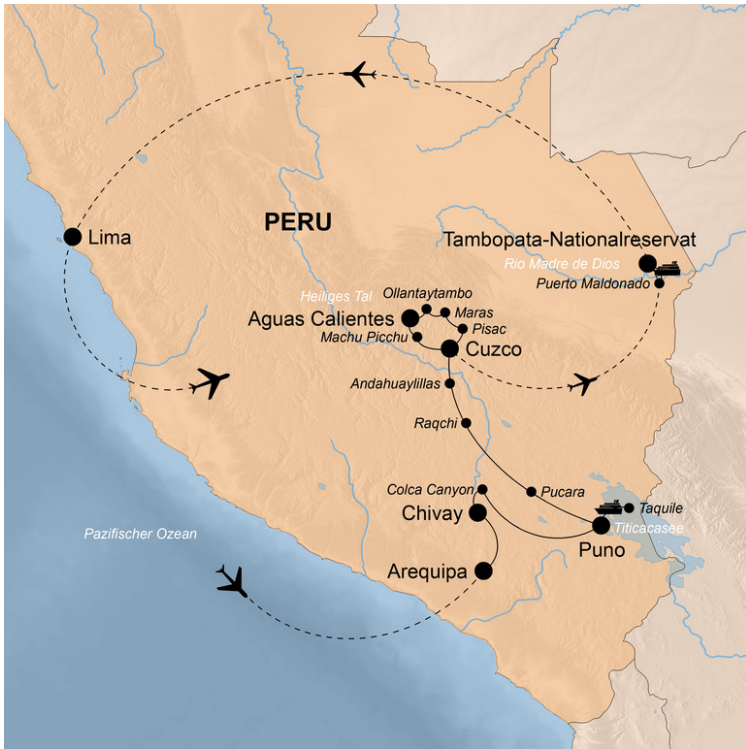 PERU
Lima
Tambopata-Nationalreservat
Rio Madre de Dios
Puerto Maldonado
Ollantaytambo
Heiliges Tal
Maras
Aguas Calientes
Pisac
Machu Picchu
Cuzco
Andahuaylillas
Raqchi
Colca Canyon
Pucara
Taquile
Chivay
Titicacasee
Pazifischer Ozean
Puno
Arequipa